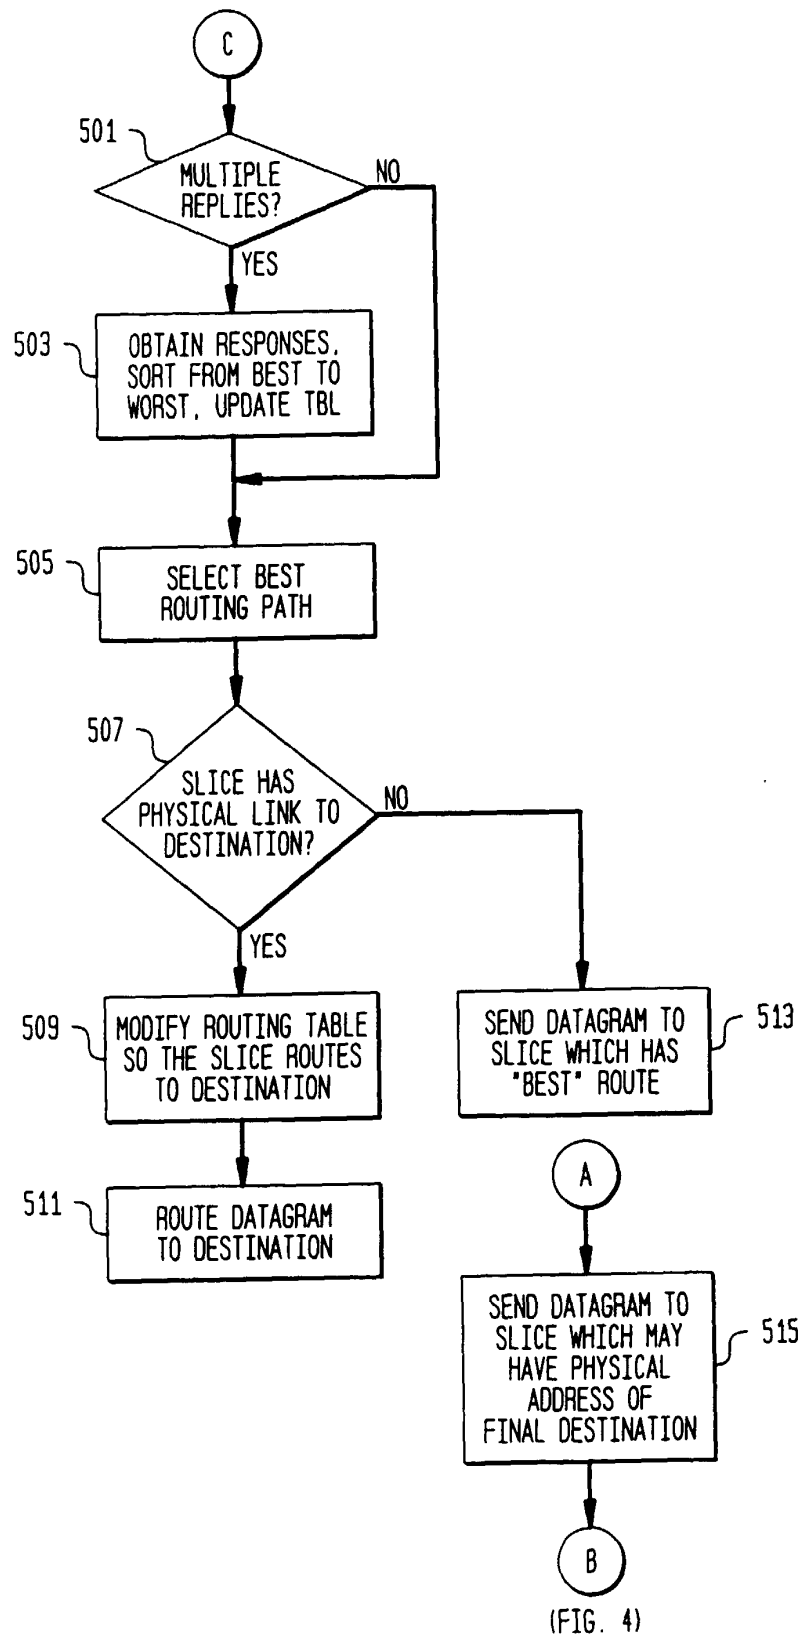 C
501
MULTIPLE
REPLIES?
NO
YES
503
OBTAIN RESPONSES,
SORT FROM BEST TO
WORST, UPDATE TBL
505
SELECT BEST
ROUTING PATH
507
SLICE HAS
PHYSICAL LINK TO
DESTINATION?
NO
YES
509
MODIFY ROUTING TABLE
SO THE SLICE ROUTES
TO DESTINATION
513
SEND DATAGRAM TO
SLICE WHICH HAS
"BEST" ROUTE
511
ROUTE DATAGRAM
TO DESTINATION
A
515
SEND DATAGRAM TO
SLICE WHICH MAY
HAVE PHYSICAL
ADDRESS OF
FINAL DESTINATION
B
(FIG. 4)